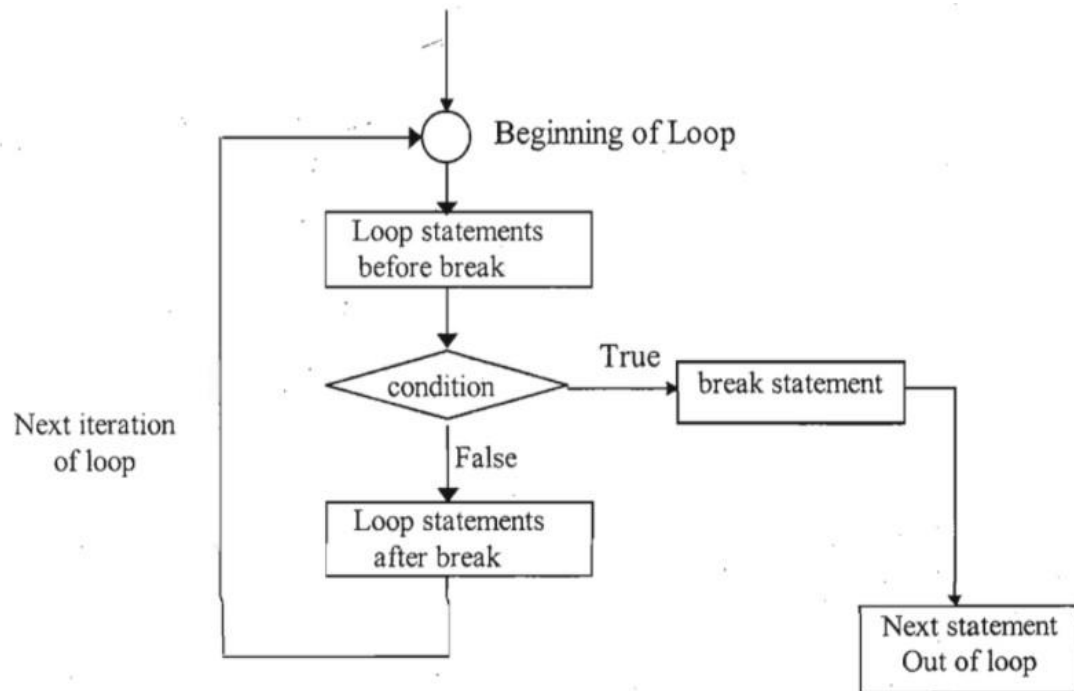 Beginning of Loop
Loop statements
before break
condition
True
break statement
Next iteration
of loop
False
Loop statements
after break
Next statement
Out of loop